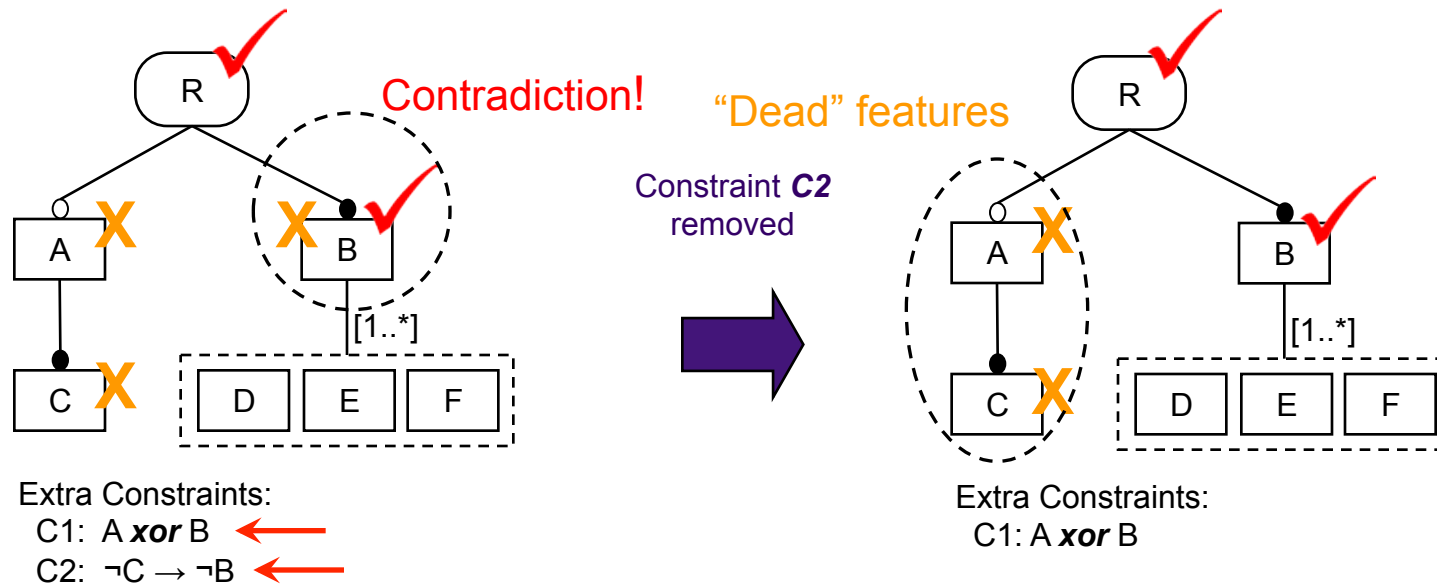 R
Contradiction!
A
B
[1..*]
C
D
E
F
Extra Constraints:
C1: A xor B
C2: ¬C → ¬B
"Dead" features
Constraint C2
removed
R
A
B
[1..*]
C
D
E
F
Extra Constraints:
C1: A xor B